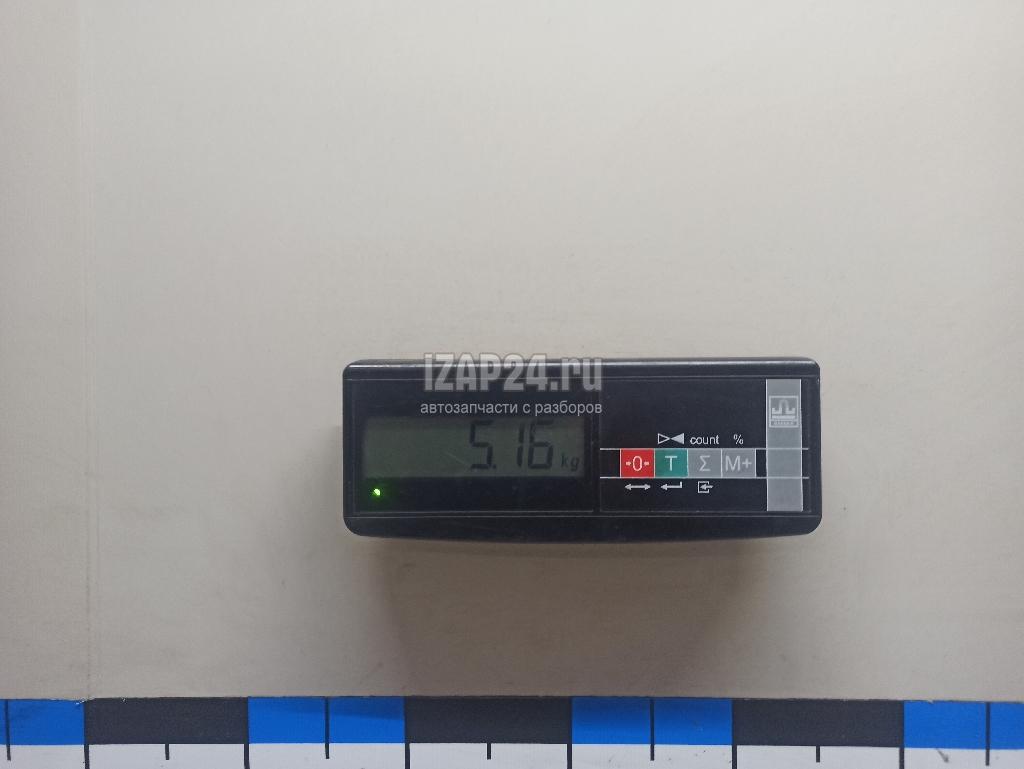 iZAP24.ru
автозапчасти с разборов
5.16 kg
count %
•0• T Σ M+